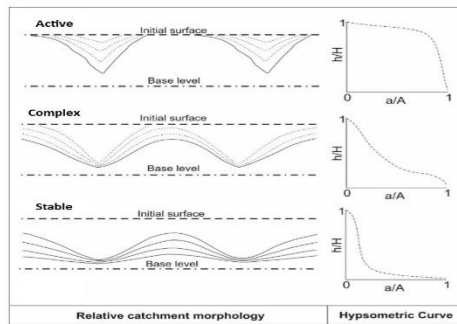 Active
Initial surface
Base level
1
h/H
0
a/A
1
Complex
Initial surface
Base level
1
h/H
0
a/A
1
Stable
Initial surface
Base level
1
h/H
0
a/A
1
Relative catchment morphology
Hypsometric Curve